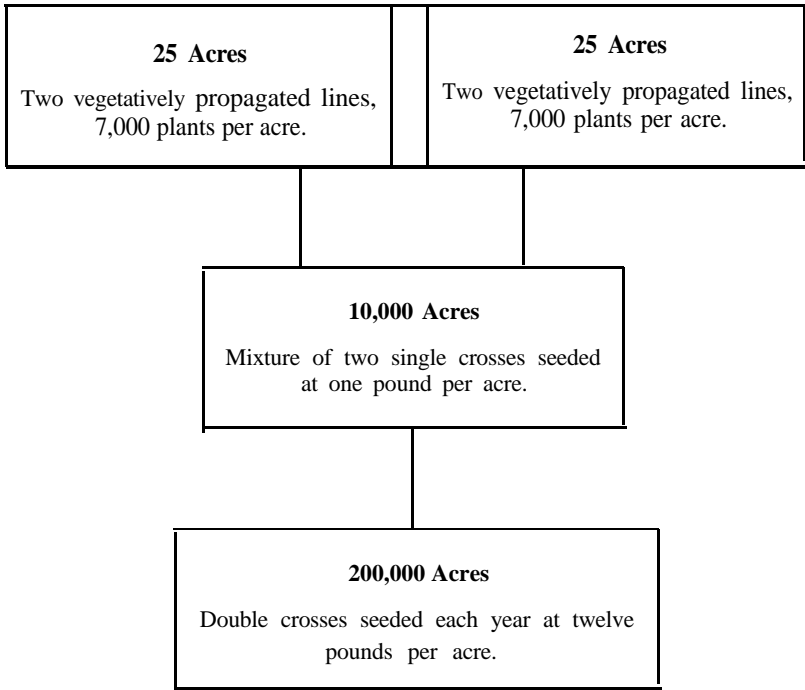 25 Acres
Two vegetatively propagated lines,
7,000 plants per acre.
25 Acres
Two vegetatively propagated lines,
7,000 plants per acre.
10,000 Acres
Mixture of two single crosses seeded
at one pound per acre.
200,000 Acres
Double crosses seeded each year at twelve
pounds per acre.